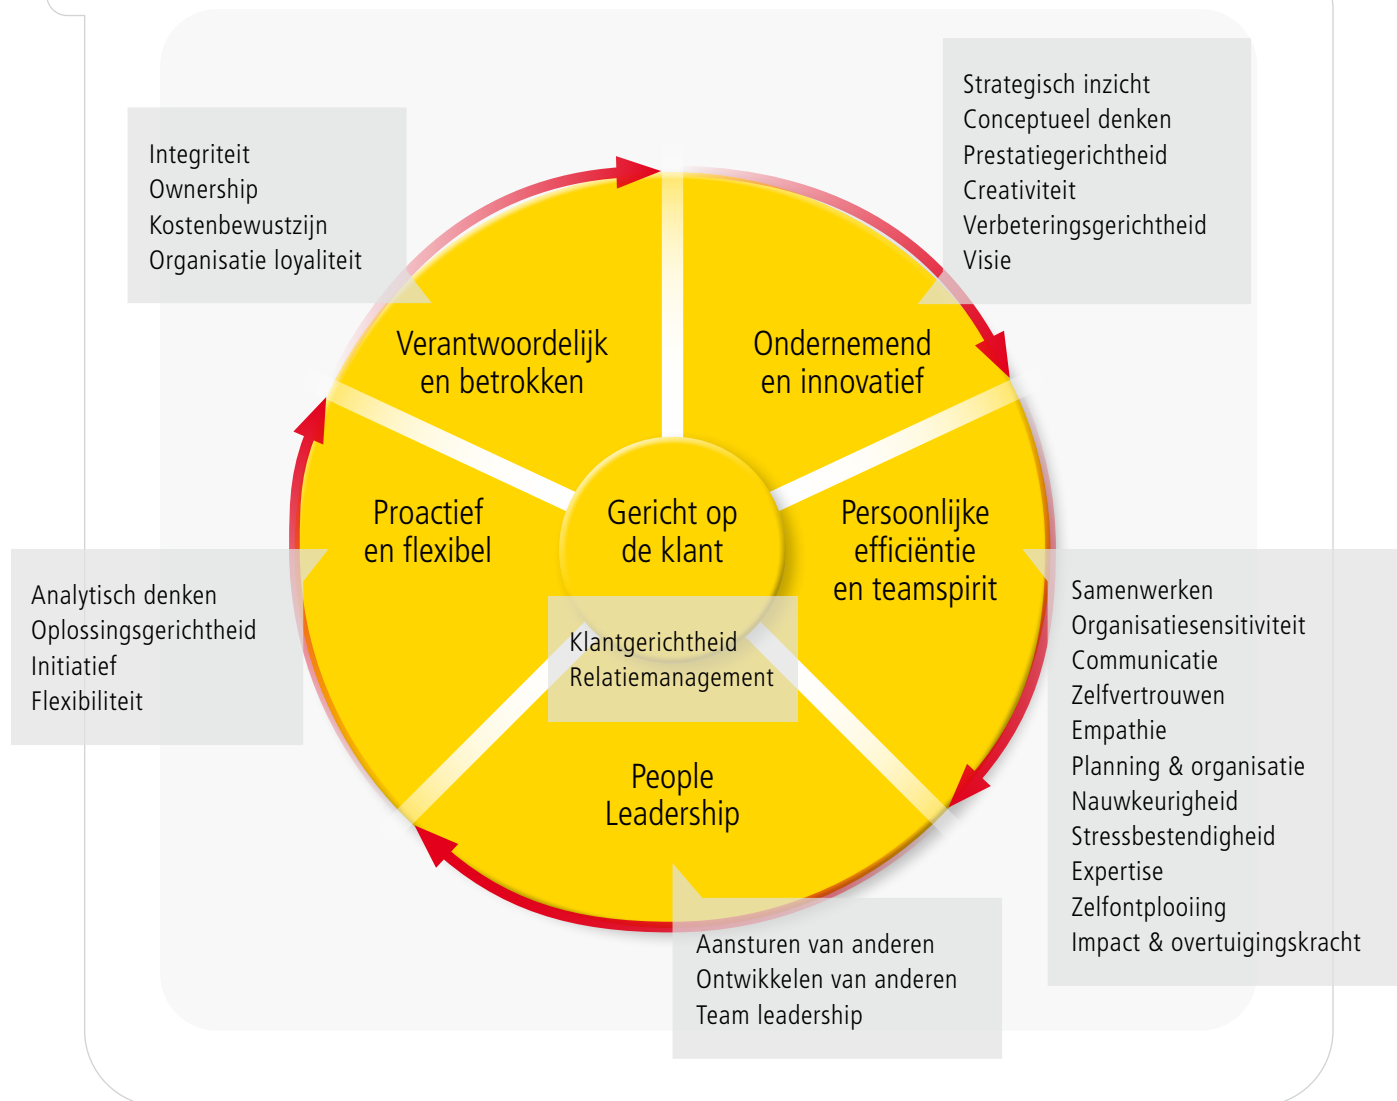 Strategisch inzicht
Conceptueel denken
Prestatiegerichtheid
Creativiteit
Verbeteringsgerichtheid
Visie
Integriteit
Ownership
Kostenbewustzijn
Organisatie loyaliteit
Verantwoordelijk
en betrokken
Ondernemend
en innovatief
Proactief
en flexibel
Gericht op
de klant
Persoonlijke
efficiëntie
en teamspirit
Analytisch denken
Oplossingsgerichtheid
Initiatief
Flexibiliteit
Klantgerichtheid
Relatiemanagement
Samenwerken
Organisatiesensitiviteit
Communicatie
Zelfvertrouwen
Empathie
Planning & organisatie
Nauwkeurigheid
Stressbestendigheid
Expertise
Zelfontplooiing
Impact & overtuigingskracht
People
Leadership
Aansturen van anderen
Ontwikkelen van anderen
Team leadership